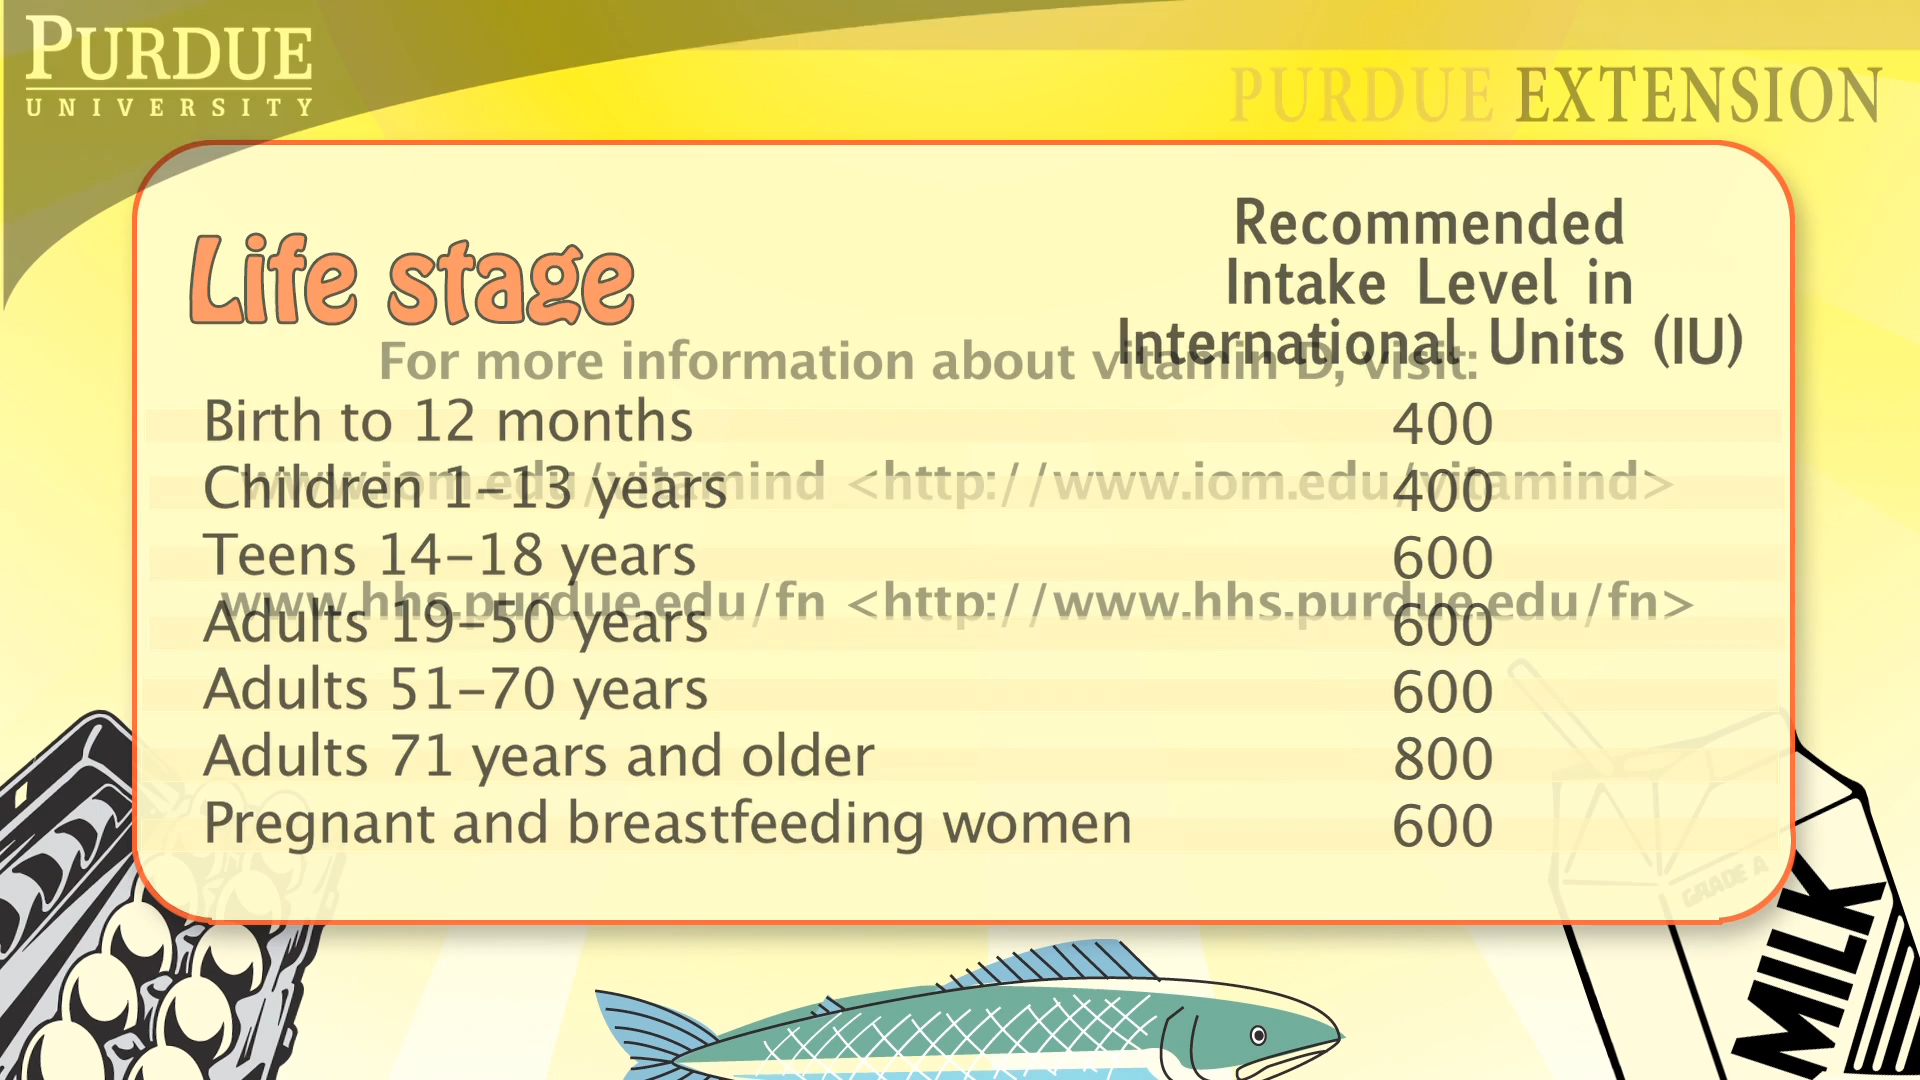 PURDUE
UNIVERSITY
PURDUE EXTENSION
Life stage
Recommended
Intake Level in
International Units (IU)
For more information about vitamin D, visit:
Birth to 12 months 400
www.iom.edu/vitamind <http://www.iom.edu/vitamind>
Children 1–13 years 400
Teens 14–18 years 600
www.hhs.purdue.edu/fn <http://www.hhs.purdue.edu/fn>
Adults 19–50 years 600
Adults 51–70 years 600
Adults 71 years and older 800
Pregnant and breastfeeding women 600
GRADE A
MILK